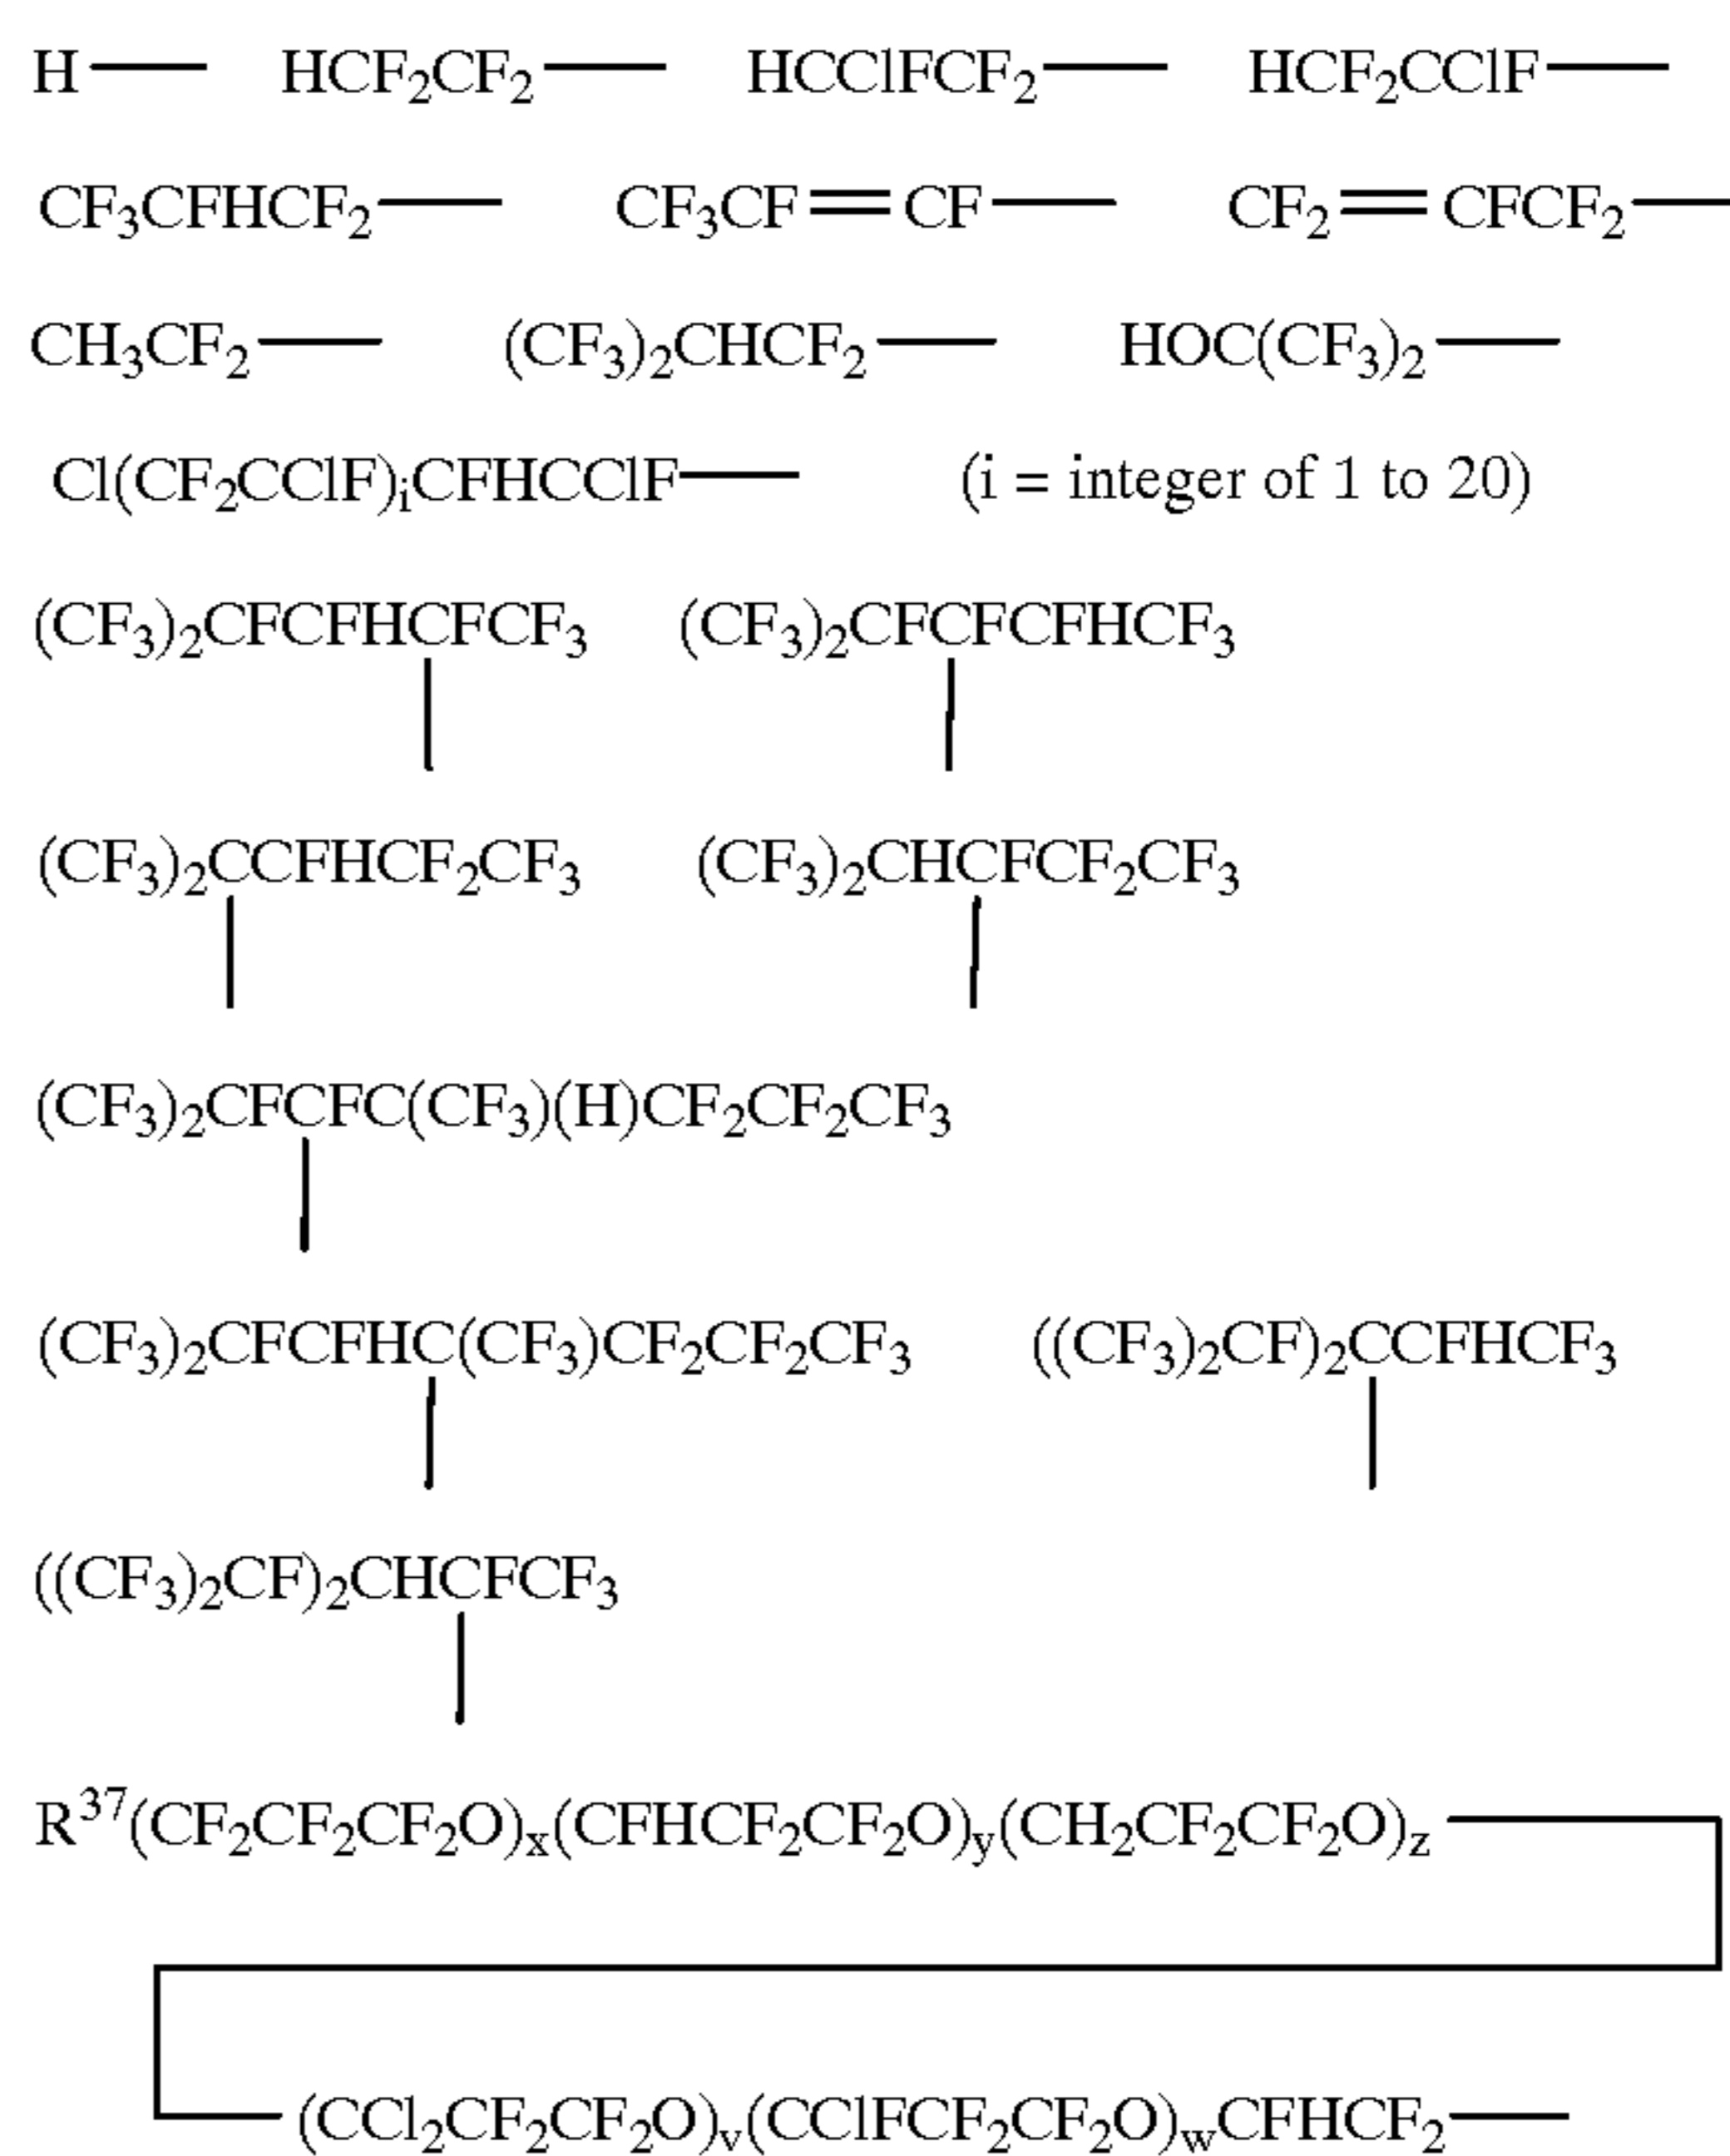 H— HCF₂CF₂— HCClFCF₂— HCF₂CClF—
CF₃CFHCF₂— CF₃CF=CF— CF₂=CFCF₂—
CH₃CF₂— (CF₃)₂CHCF₂— HOC(CF₃)₂—
Cl(CF₂CClF)ᵢCFHCClF— (i = integer of 1 to 20)
(CF₃)₂CFCFHCFCF₃ (CF₃)₂CFCFCFHCF₃
(CF₃)₂CCFHCF₂CF₃ (CF₃)₂CHCFCF₂CF₃
(CF₃)₂CFCFC(CF₃)(H)CF₂CF₂CF₃
(CF₃)₂CFCFHC(CF₃)CF₂CF₂CF₃ ((CF₃)₂CF)₂CCFHCF₃
((CF₃)₂CF)₂CHCFCF₃
R³⁷(CF₂CF₂CF₂O)x(CFHCF₂CF₂O)y(CH₂CF₂CF₂O)z—
—(CCl₂CF₂CF₂O)v(CClFCF₂CF₂O)wCFHCF₂—